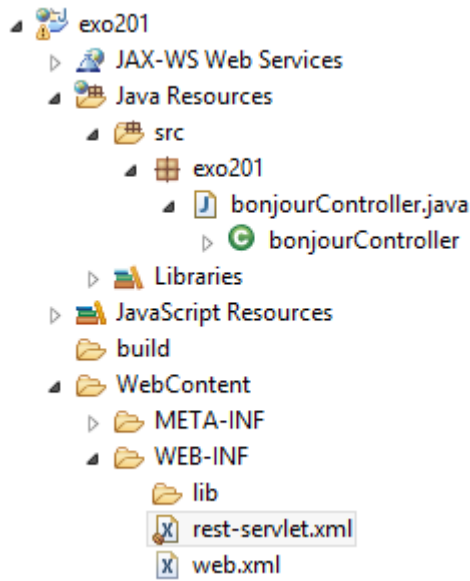 exo201
JAX-WS Web Services
Java Resources
src
exo201
bonjourController.java
bonjourController
Libraries
JavaScript Resources
build
WebContent
META-INF
WEB-INF
lib
rest-servlet.xml
web.xml